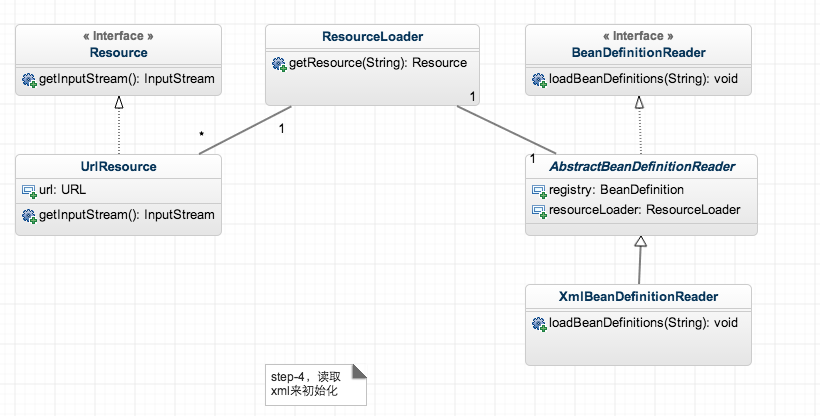 « Interface »
Resource
getInputStream(): InputStream
ResourceLoader
getResource(String): Resource
1
« Interface »
BeanDefinitionReader
loadBeanDefinitions(String): void
*
1
1
UrlResource
url: URL
getInputStream(): InputStream
AbstractBeanDefinitionReader
registry: BeanDefinition
resourceLoader: ResourceLoader
XmlBeanDefinitionReader
loadBeanDefinitions(String): void
step-4，读取
xml来初始化